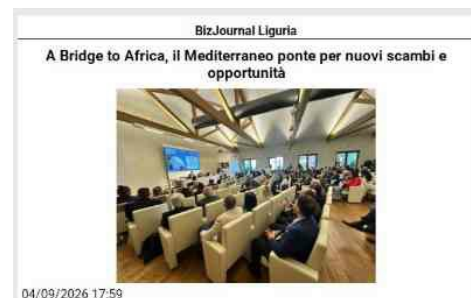 BizJournal Liguria
A Bridge to Africa, il Mediterraneo ponte per nuovi scambi e
opportunità
04/09/2026 17:59